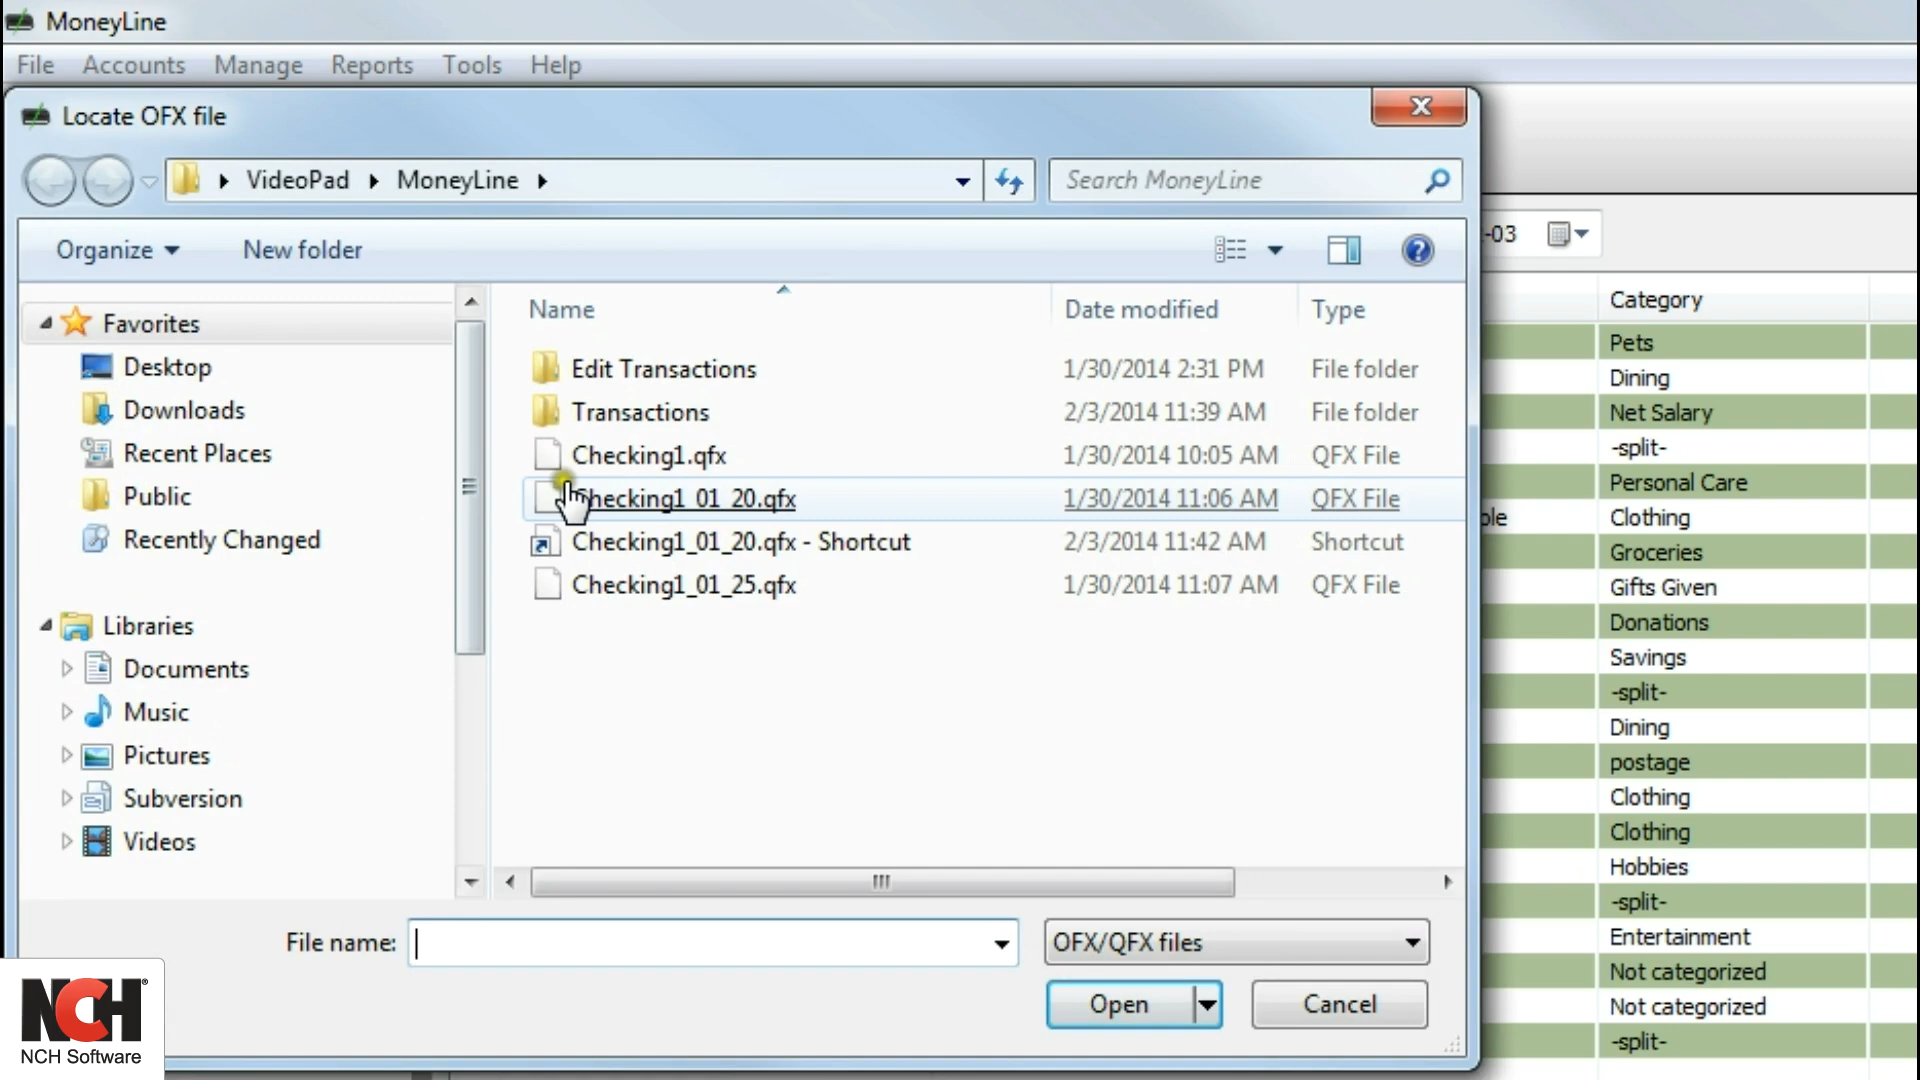 MoneyLine
File Accounts Manage Reports Tools Help
Locate OFX file
VideoPad MoneyLine
Search MoneyLine
Organize New folder
-03
Name Date modified Type
Category
Favorites
Desktop
Downloads
Recent Places
Public
Recently Changed
Libraries
Documents
Music
Pictures
Subversion
Videos
Edit Transactions 1/30/2014 2:31 PM File folder
Transactions 2/3/2014 11:39 AM File folder
Checking1.qfx 1/30/2014 10:05 AM QFX File
Checking1_01_20.qfx 1/30/2014 11:06 AM QFX File
Checking1_01_20.qfx - Shortcut 2/3/2014 11:42 AM Shortcut
Checking1_01_25.qfx 1/30/2014 11:07 AM QFX File
Pets
Dining
Net Salary
-split-
Personal Care
Clothing
Groceries
Gifts Given
Donations
Savings
-split-
Dining
postage
Clothing
Clothing
Hobbies
-split-
Entertainment
Not categorized
Not categorized
-split-
File name:
OFX/QFX files
Open Cancel
NCH®
NCH Software